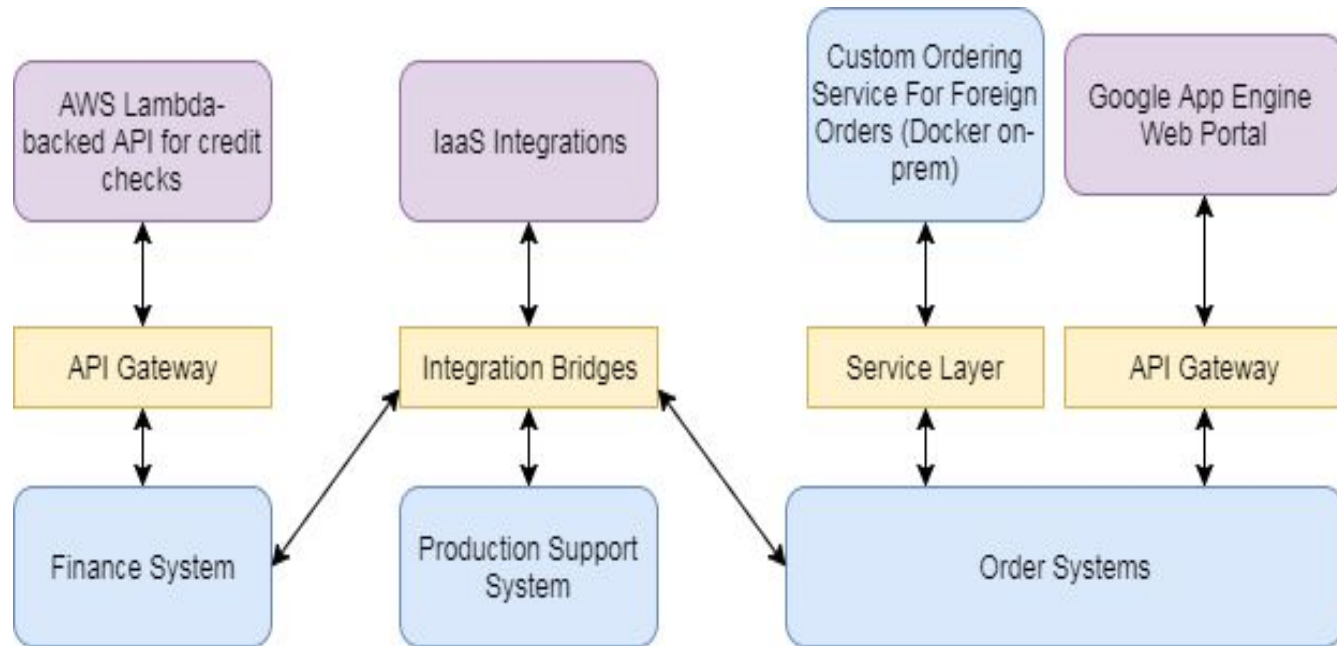 AWS Lambda-
backed API for credit
checks
IaaS Integrations
Custom Ordering
Service For Foreign
Orders (Docker on-
prem)
Google App Engine
Web Portal
API Gateway
Integration Bridges
Service Layer
API Gateway
Finance System
Production Support
System
Order Systems